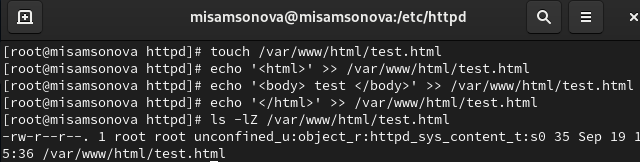 misamsonova@misamsonova:/etc/httpd
[root@misamsonova httpd]# touch /var/www/html/test.html
[root@misamsonova httpd]# echo '<html>' >> /var/www/html/test.html
[root@misamsonova httpd]# echo '<body> test </body>' >> /var/www/html/test.html
[root@misamsonova httpd]# echo '</html>' >> /var/www/html/test.html
[root@misamsonova httpd]# ls -lZ /var/www/html/test.html
-rw-r--r--. 1 root root unconfined_u:object_r:httpd_sys_content_t:s0 35 Sep 19 1
5:36 /var/www/html/test.html